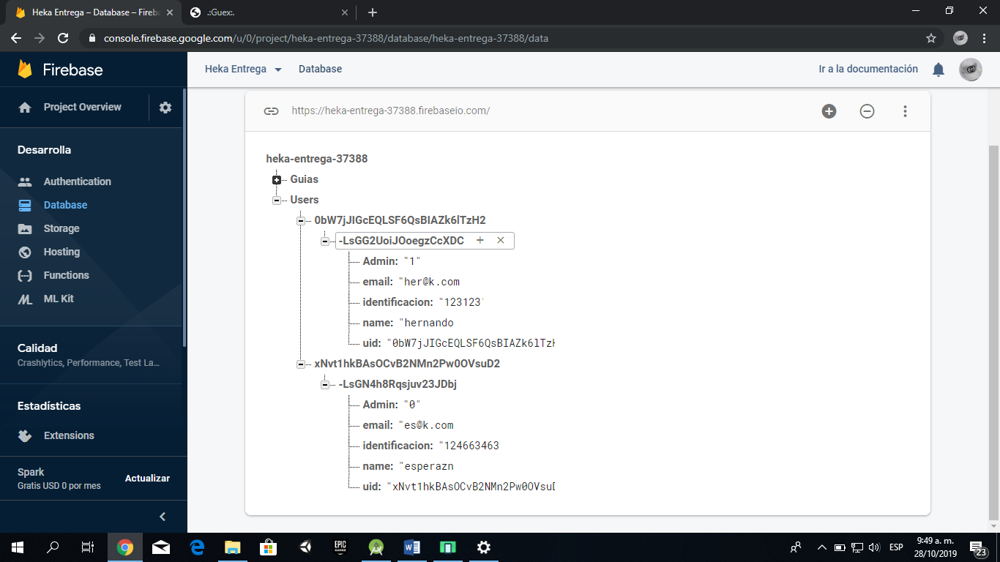 Heka Entrega – Database – Fireb
.:Guex:.
console.firebase.google.com/u/0/project/heka-entrega-37388/database/heka-entrega-37388/data
Firebase
Heka Entrega
Database
Ir a la documentación
Project Overview
https://heka-entrega-37388.firebaseio.com/
Desarrolla
Authentication
Database
Storage
Hosting
Functions
ML Kit
Calidad
Crashlytics, Performance, Test La...
Estadísticas
Extensions
Spark
Gratis USD 0 por mes
Actualizar
heka-entrega-37388
Guias
Users
0bW7jJIGcEQLSF6QsBIAZk6lTzH2
-LsGG2UoiJOoegzCcXDC
Admin: "1"
email: "her@k.com
identificacion: "123123'
name: "hernando
uid: "0bW7jJIGcEQLSF6QsBIAZk6lTzH
xNvt1hkBAsOCvB2NMn2Pw0OVsuD2
-LsGN4h8Rqsjuv23JDbj
Admin: "0"
email: "es@k.com
identificacion: "124663463
name: "esperazn
uid: "xNvt1hkBAsOCvB2NMn2Pw0OVsuD
EPIC
GAMES
ESP
9:49 a. m.
28/10/2019
23